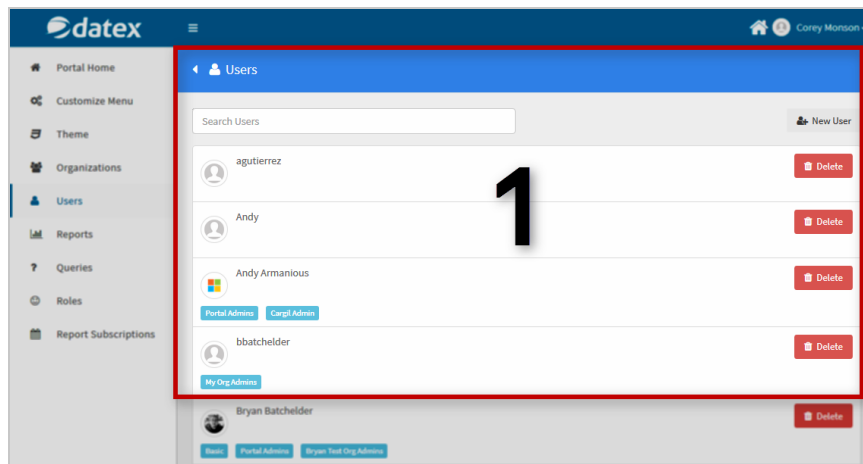 datex
Corey Monson
Portal Home
Customize Menu
Theme
Organizations
Users
Reports
Queries
Roles
Report Subscriptions
Users
Search Users
New User
agutierrez
Delete
Andy
Delete
Andy Armanious
Delete
Portal Admins Cargil Admin
bbatchelder
Delete
My Org Admins
Bryan Batchelder
Delete
Basic Portal Admins Bryan Test Org Admins
1